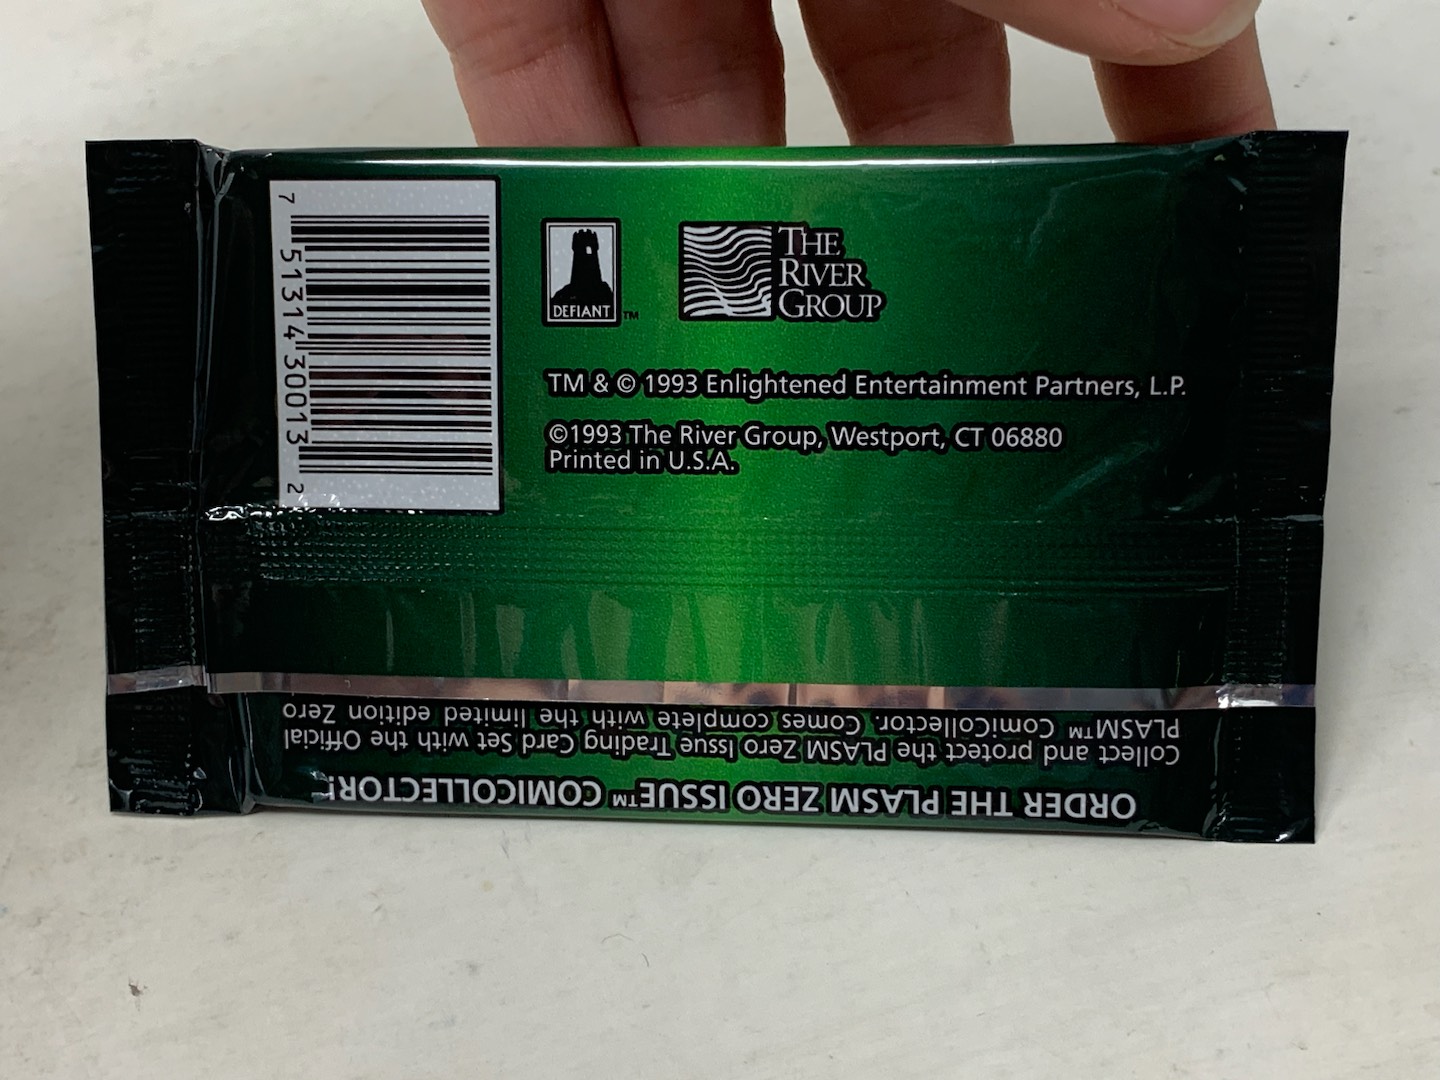 7 51314 30013 2
DEFIANT™
THE
RIVER
GROUP
TM & © 1993 Enlightened Entertainment Partners, L.P.
©1993 The River Group, Westport, CT 06880
Printed in U.S.A.
ORDER THE PLASM ZERO ISSUE™ COMICOLLECTOR!
Collect and protect the PLASM Zero Issue Trading Card Set with the Official
PLASM™ ComiCollector. Comes complete with the limited edition Zero